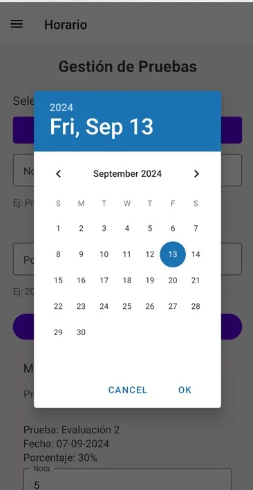 Horario
Gestión de Pruebas
Sele
2024
Fri, Sep 13
September 2024
S M T W T F S
1 2 3 4 5 6 7
8 9 10 11 12 13 14
15 16 17 18 19 20 21
22 23 24 25 26 27 28
29 30
CANCEL OK
No
Ej: Pr
Po
Ej: 20
M
Pr
Prueba: Evaluación 2
Fecha: 07-09-2024
Porcentaje: 30%
Nota
5